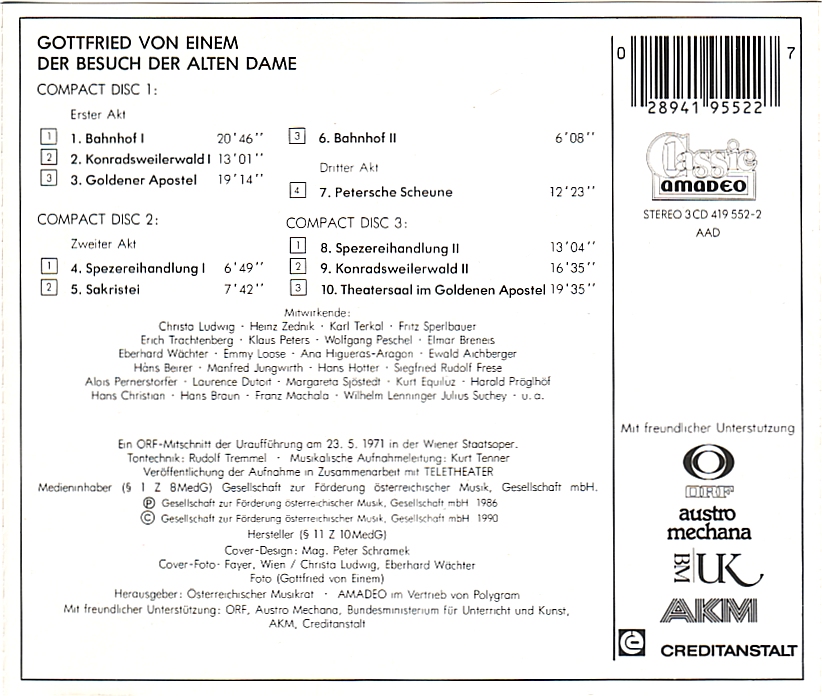 GOTTFRIED VON EINEM
DER BESUCH DER ALTEN DAME
COMPACT DISC 1:
Erster Akt
1 1. Bahnhof I 20'46''
2 2. Konradsweilerwald I 13'01''
3 3. Goldener Apostel 19'14''
COMPACT DISC 2:
Zweiter Akt
1 4. Spezereihandlung I 6'49''
2 5. Sakristei 7'42''
3 6. Bahnhof II 6'08''
Dritter Akt
4 7. Petersche Scheune 12'23''
COMPACT DISC 3:
1 8. Spezereihandlung II 13'04''
2 9. Konradsweilerwald II 16'35''
3 10. Theatersaal im Goldenen Apostel 19'35''
Mitwirkende:
Christa Ludwig · Heinz Zednik · Karl Terkal · Fritz Sperlbauer
Erich Trachtenberg · Klaus Peters · Wolfgang Peschel · Elmar Breneis
Eberhard Wächter · Emmy Loose · Ana Higueras-Aragon · Ewald Aichberger
Hans Beirer · Manfred Jungwirth · Hans Hotter · Siegfried Rudolf Frese
Alois Pernerstorfer · Laurence Dutoit · Margareta Sjöstedt · Kurt Equiluz · Harald Pröglhöf
Hans Christian · Hans Braun · Franz Machala · Wilhelm Lenninger Julius Suchey · u. a.
Ein ORF-Mitschnitt der Uraufführung am 23. 5. 1971 in der Wiener Staatsoper.
Tontechnik: Rudolf Tremmel · Musikalische Aufnahmeleitung: Kurt Tenner
Veröffentlichung der Aufnahme in Zusammenarbeit mit TELETHEATER
Medieninhaber (§ 1 Z 8MedG) Gesellschaft zur Förderung österreichischer Musik, Gesellschaft mbH.
℗ Gesellschaft zur Förderung österreichischer Musik, Gesellschaft mbH 1986
© Gesellschaft zur Förderung österreichischer Musik, Gesellschaft mbH 1990
Hersteller (§ 11 Z 10MedG)
Cover-Design: Mag. Peter Schramek
Cover-Foto- Fayer, Wien / Christa Ludwig, Eberhard Wächter
Foto (Gottfried von Einem)
Herausgeber: Österreichischer Musikrat · AMADEO im Vertrieb von Polygram
Mit freundlicher Unterstützung: ORF, Austro Mechana, Bundesministerium für Unterricht und Kunst,
AKM, Creditanstalt
0 28941 95522 7
Classic
AMADEO
STEREO 3 CD 419 552-2
AAD
Mit freundlicher Unterstutzung
ORF
austro
mechana
BM UK
AKM
CREDITANSTALT